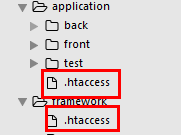 application
back
front
test
.htaccess
framework
.htaccess